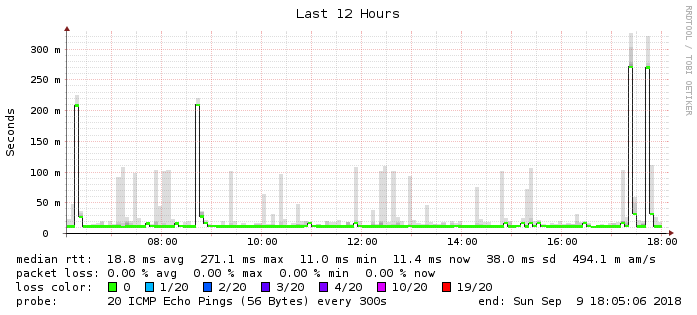 Last 12 Hours
RRDTOOL / TOBI OETIKER
Seconds
300 m
250 m
200 m
150 m
100 m
50 m
0
08:00 10:00 12:00 14:00 16:00 18:00
median rtt: 18.8 ms avg 271.1 ms max 11.0 ms min 11.4 ms now 38.0 ms sd 494.1 m am/s
packet loss: 0.00 % avg 0.00 % max 0.00 % min 0.00 % now
loss color: 0 1/20 2/20 3/20 4/20 10/20 19/20
probe: 20 ICMP Echo Pings (56 Bytes) every 300s end: Sun Sep 9 18:05:06 2018